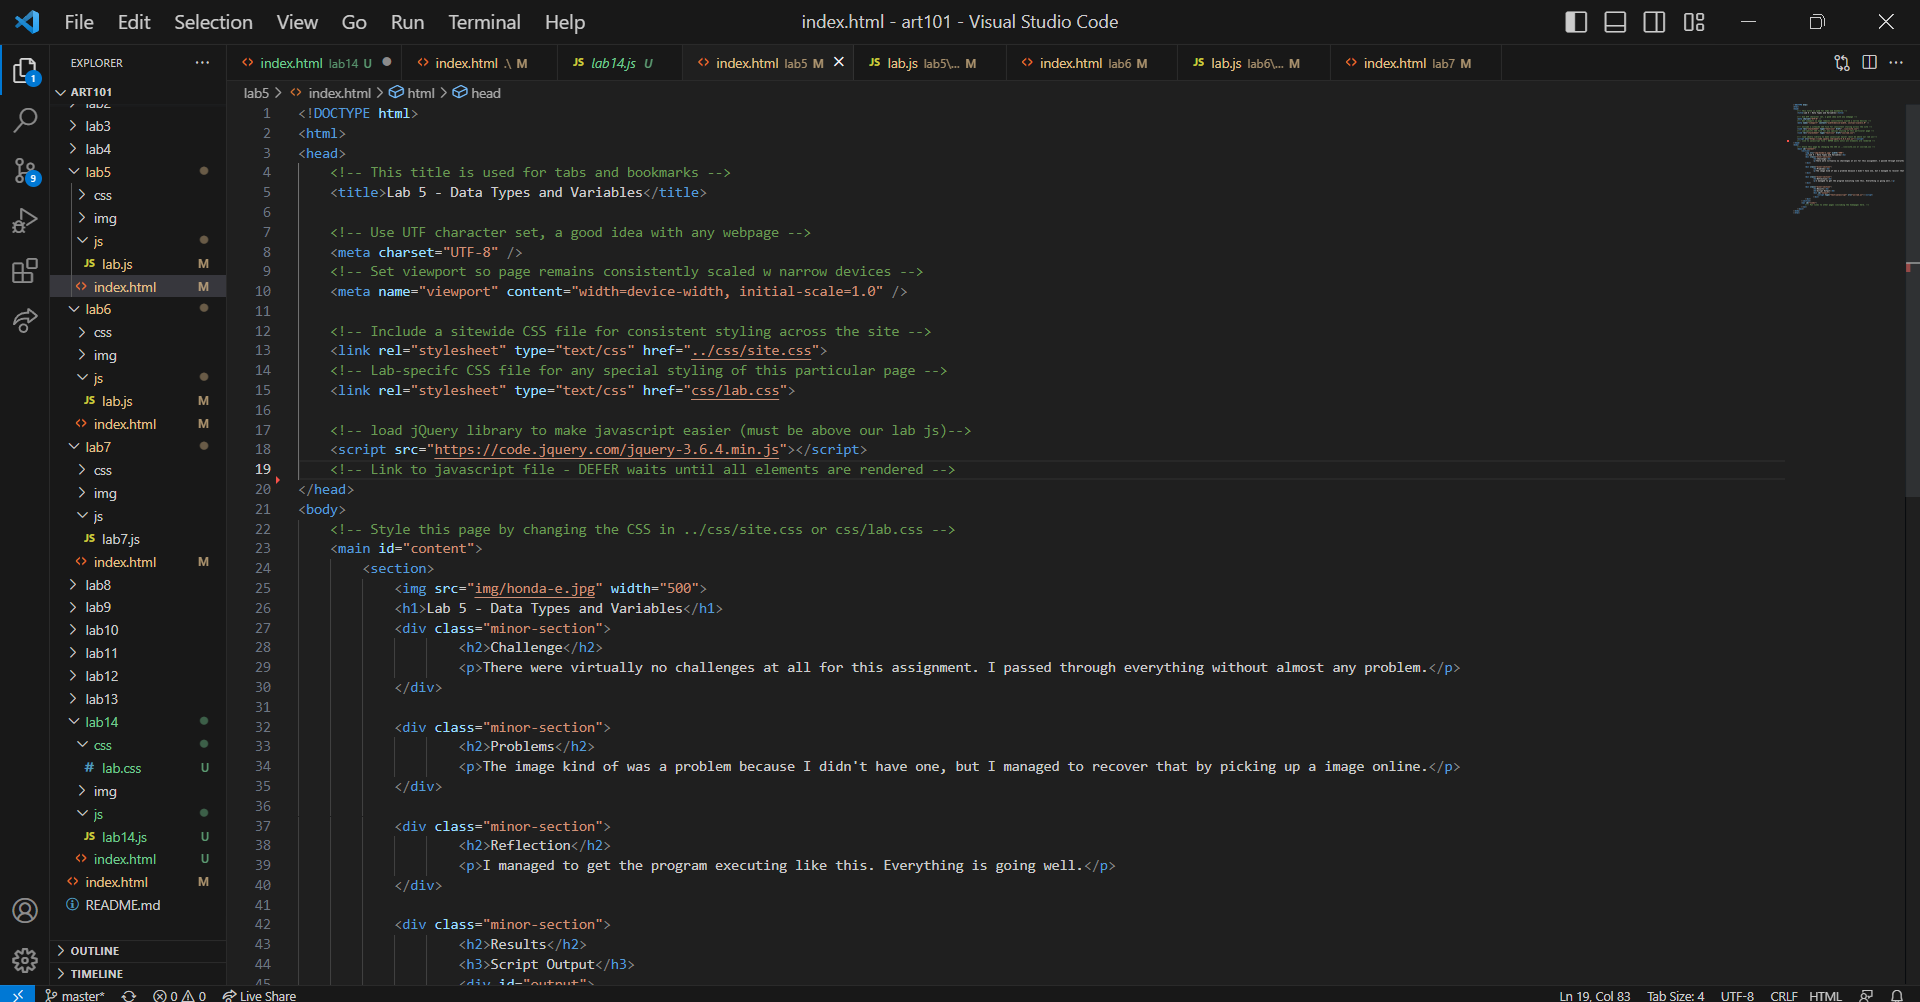 File Edit Selection View Go Run Terminal Help
index.html - art101 - Visual Studio Code
1
9
EXPLORER ...
ART101
lab2
lab3
lab4
lab5
css
img
js
JS lab.js M
<> index.html M
lab6
css
img
js
JS lab.js M
<> index.html M
lab7
css
img
js
JS lab7.js
<> index.html M
lab8
lab9
lab10
lab11
lab12
lab13
lab14
css
# lab.css U
img
js
JS lab14.js U
<> index.html U
<> index.html M
README.md
OUTLINE
TIMELINE
<> index.html lab14 U
<> index.html .\ M
JS lab14.js U
<> index.html lab5 M
JS lab.js lab5\... M
<> index.html lab6 M
JS lab.js lab6\... M
<> index.html lab7 M
lab5 > <> index.html > html > head
1 <!DOCTYPE html>
2 <html>
3 <head>
4 <!-- This title is used for tabs and bookmarks -->
5 <title>Lab 5 - Data Types and Variables</title>
6
7 <!-- Use UTF character set, a good idea with any webpage -->
8 <meta charset="UTF-8" />
9 <!-- Set viewport so page remains consistently scaled w narrow devices -->
10 <meta name="viewport" content="width=device-width, initial-scale=1.0" />
11
12 <!-- Include a sitewide CSS file for consistent styling across the site -->
13 <link rel="stylesheet" type="text/css" href="../css/site.css">
14 <!-- Lab-specifc CSS file for any special styling of this particular page -->
15 <link rel="stylesheet" type="text/css" href="css/lab.css">
16
17 <!-- load jQuery library to make javascript easier (must be above our lab js)-->
18 <script src="https://code.jquery.com/jquery-3.6.4.min.js"></script>
19 <!-- Link to javascript file - DEFER waits until all elements are rendered -->
20 </head>
21 <body>
22 <!-- Style this page by changing the CSS in ../css/site.css or css/lab.css -->
23 <main id="content">
24 <section>
25 <img src="img/honda-e.jpg" width="500">
26 <h1>Lab 5 - Data Types and Variables</h1>
27 <div class="minor-section">
28 <h2>Challenge</h2>
29 <p>There were virtually no challenges at all for this assignment. I passed through everything without almost any problem.</p>
30 </div>
31
32 <div class="minor-section">
33 <h2>Problems</h2>
34 <p>The image kind of was a problem because I didn't have one, but I managed to recover that by picking up a image online.</p>
35 </div>
36
37 <div class="minor-section">
38 <h2>Reflection</h2>
39 <p>I managed to get the program executing like this. Everything is going well.</p>
40 </div>
41
42 <div class="minor-section">
43 <h2>Results</h2>
44 <h3>Script Output</h3>
45 <div id="output">
master* 0 0 Live Share
Ln 19, Col 83 Tab Size: 4 UTF-8 CRLF HTML